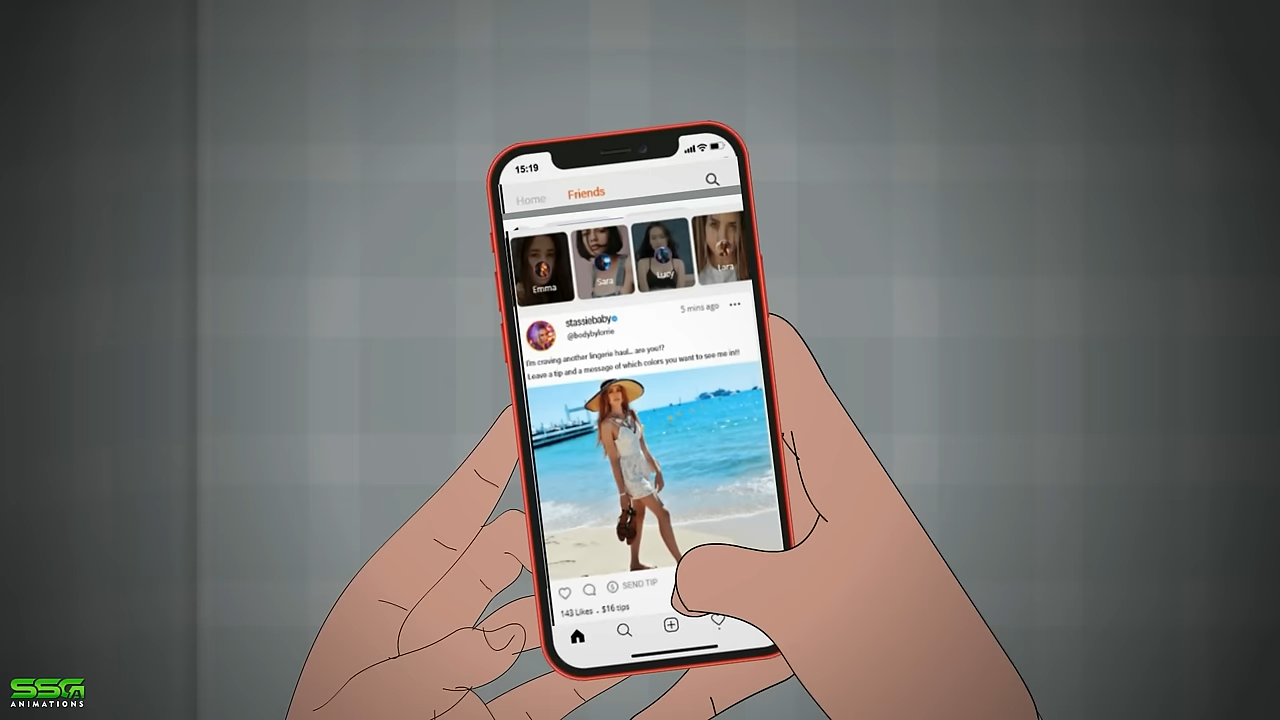 15:19
Home Friends
Emma Sara Lucy Lara
stassiebaby 5 mins ago
@bodybylorrie
I'm craving another lingerie haul... are you!?
Leave a tip and a message of which colors you want to see me in!!!
SEND TIP
143 Likes . $16 tips
SSG
ANIMATIONS